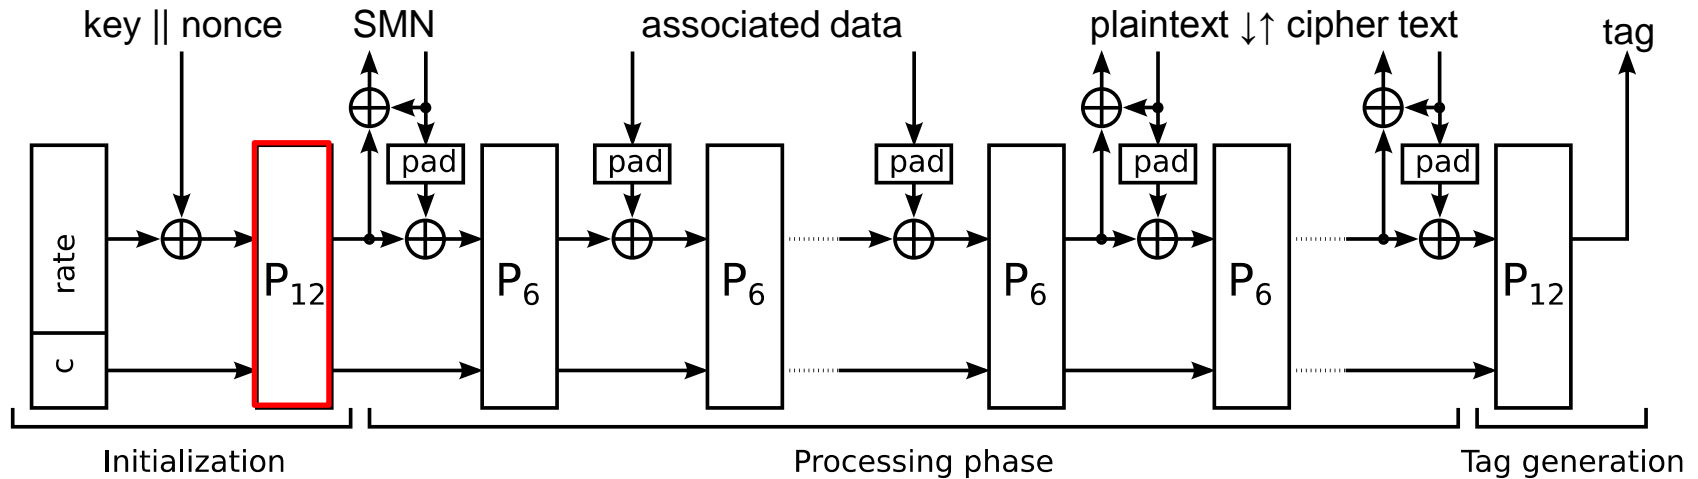 key || nonce
SMN
associated data
plaintext ↓↑ cipher text
tag
pad
pad
pad
pad
pad
rate
c
P12
P6
P6
P6
P6
P12
Initialization
Processing phase
Tag generation